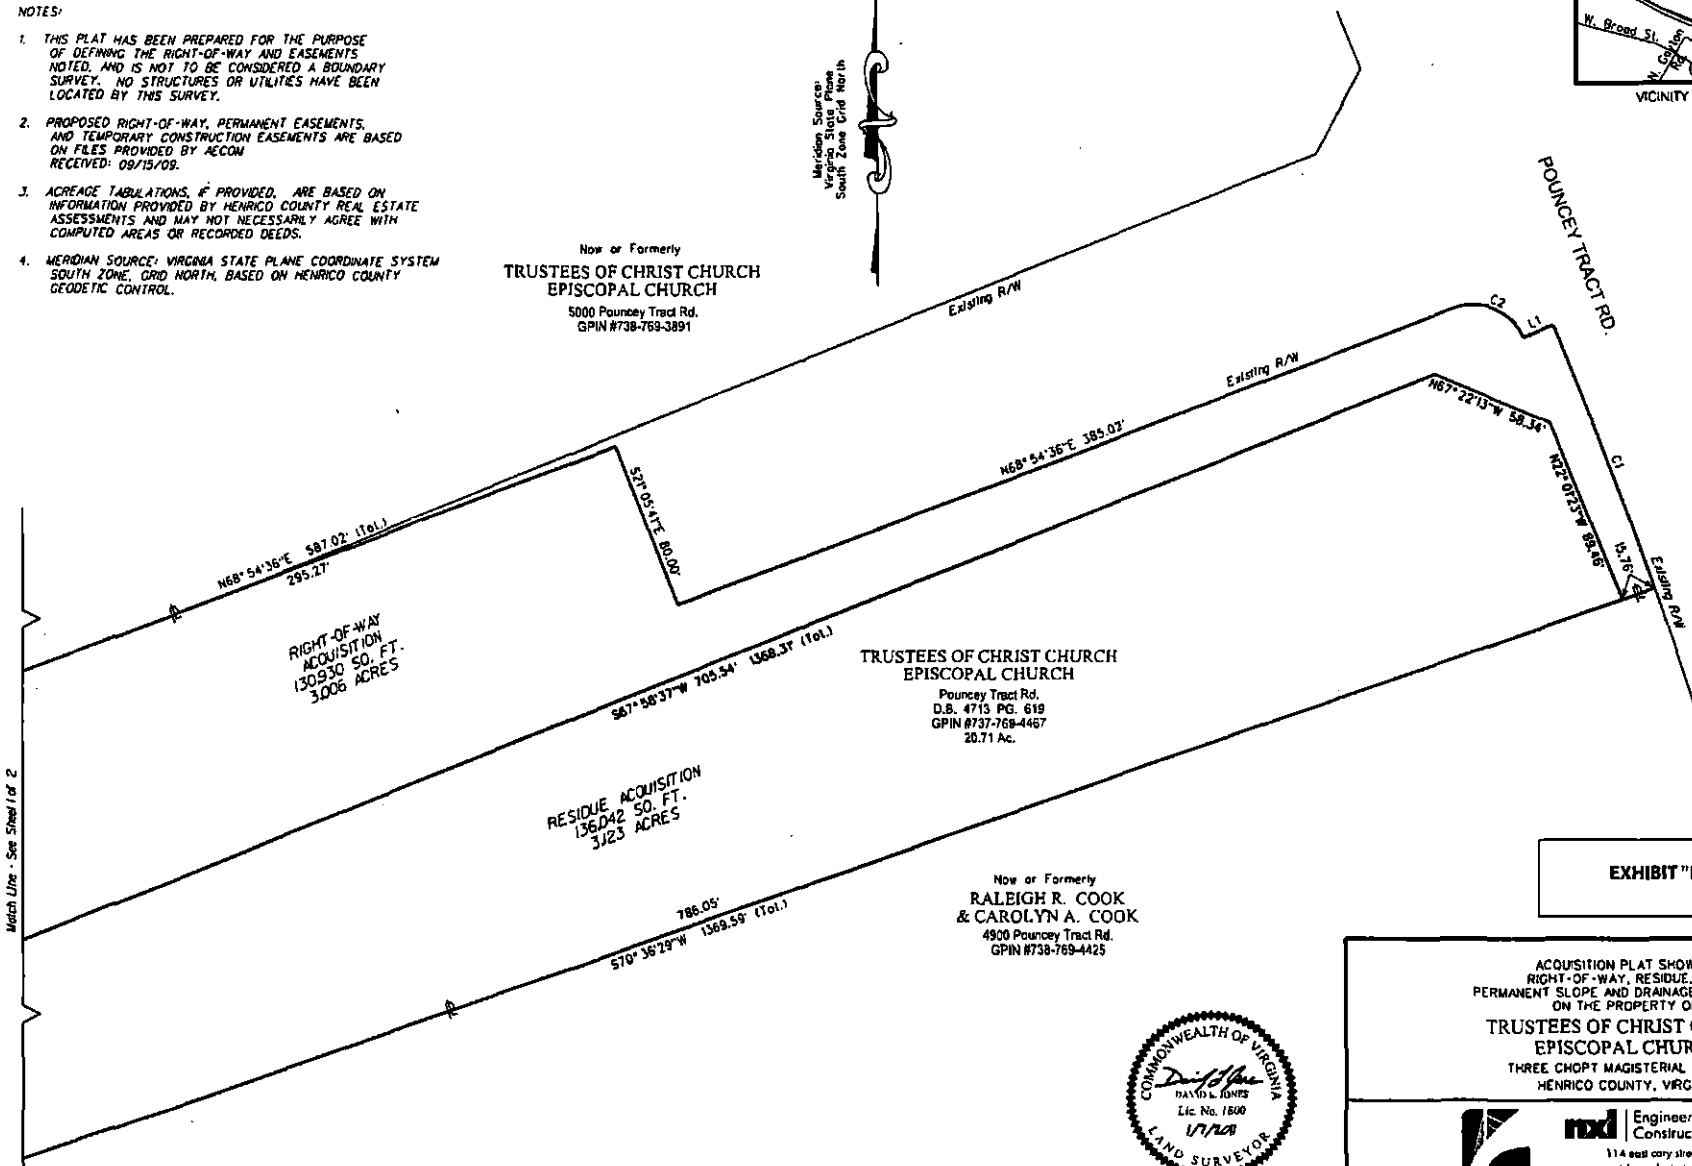 NOTES:
1. THIS PLAT HAS BEEN PREPARED FOR THE PURPOSE
OF DEFINING THE RIGHT-OF-WAY AND EASEMENTS
NOTED, AND IS NOT TO BE CONSIDERED A BOUNDARY
SURVEY. NO STRUCTURES OR UTILITIES HAVE BEEN
LOCATED BY THIS SURVEY.
2. PROPOSED RIGHT-OF-WAY, PERMANENT EASEMENTS,
AND TEMPORARY CONSTRUCTION EASEMENTS ARE BASED
ON FILES PROVIDED BY AECOM
RECEIVED: 09/15/09.
3. ACREAGE TABULATIONS, IF PROVIDED, ARE BASED ON
INFORMATION PROVIDED BY HENRICO COUNTY REAL ESTATE
ASSESSMENTS AND MAY NOT NECESSARILY AGREE WITH
COMPUTED AREAS OR RECORDED DEEDS.
4. MERIDIAN SOURCE: VIRGINIA STATE PLANE COORDINATE SYSTEM
SOUTH ZONE, GRID NORTH, BASED ON HENRICO COUNTY
GEODETIC CONTROL.
Meridian Source:
Virginia State Plane
South Zone Grid North
W. Broad St.
N. Gayton
Rd
VICINITY
POUNCEY TRACT RD.
Now or Formerly
TRUSTEES OF CHRIST CHURCH
EPISCOPAL CHURCH
5000 Pouncey Tract Rd.
GPIN #738-769-3891
Existing R/W
Existing R/W
C2
L1
N67°22'13"W 58.34'
C1
N22°07'23"W 89.46'
15.76'
Existing R/W
N68°54'36"E 385.02'
S21°05'41"E 80.00'
N68°54'36"E 587.02' (Tot.)
295.27'
RIGHT-OF-WAY
ACQUISITION
130,930 SQ. FT.
3.006 ACRES
S67°58'37"W 705.54' 1368.37' (Tot.)
TRUSTEES OF CHRIST CHURCH
EPISCOPAL CHURCH
Pouncey Tract Rd.
D.B. 4713 PG. 619
GPIN #737-769-4467
20.71 Ac.
RESIDUE ACQUISITION
136,042 SQ. FT.
3.123 ACRES
Match Line - See Sheet 1 of 2
786.05'
S70°36'29"W 1369.59' (Tot.)
Now or Formerly
RALEIGH R. COOK
& CAROLYN A. COOK
4900 Pouncey Tract Rd.
GPIN #738-769-4425
EXHIBIT "
COMMONWEALTH OF VIRGINIA
DAVID L. JONES
Lic. No. 1600
LAND SURVEYOR
ACQUISITION PLAT SHOW
RIGHT-OF-WAY, RESIDUE,
PERMANENT SLOPE AND DRAINAGE
ON THE PROPERTY O
TRUSTEES OF CHRIST C
EPISCOPAL CHUR
THREE CHOPT MAGISTERIAL
HENRICO COUNTY, VIRG
nxl Engineer
Construc
114 east cary stre